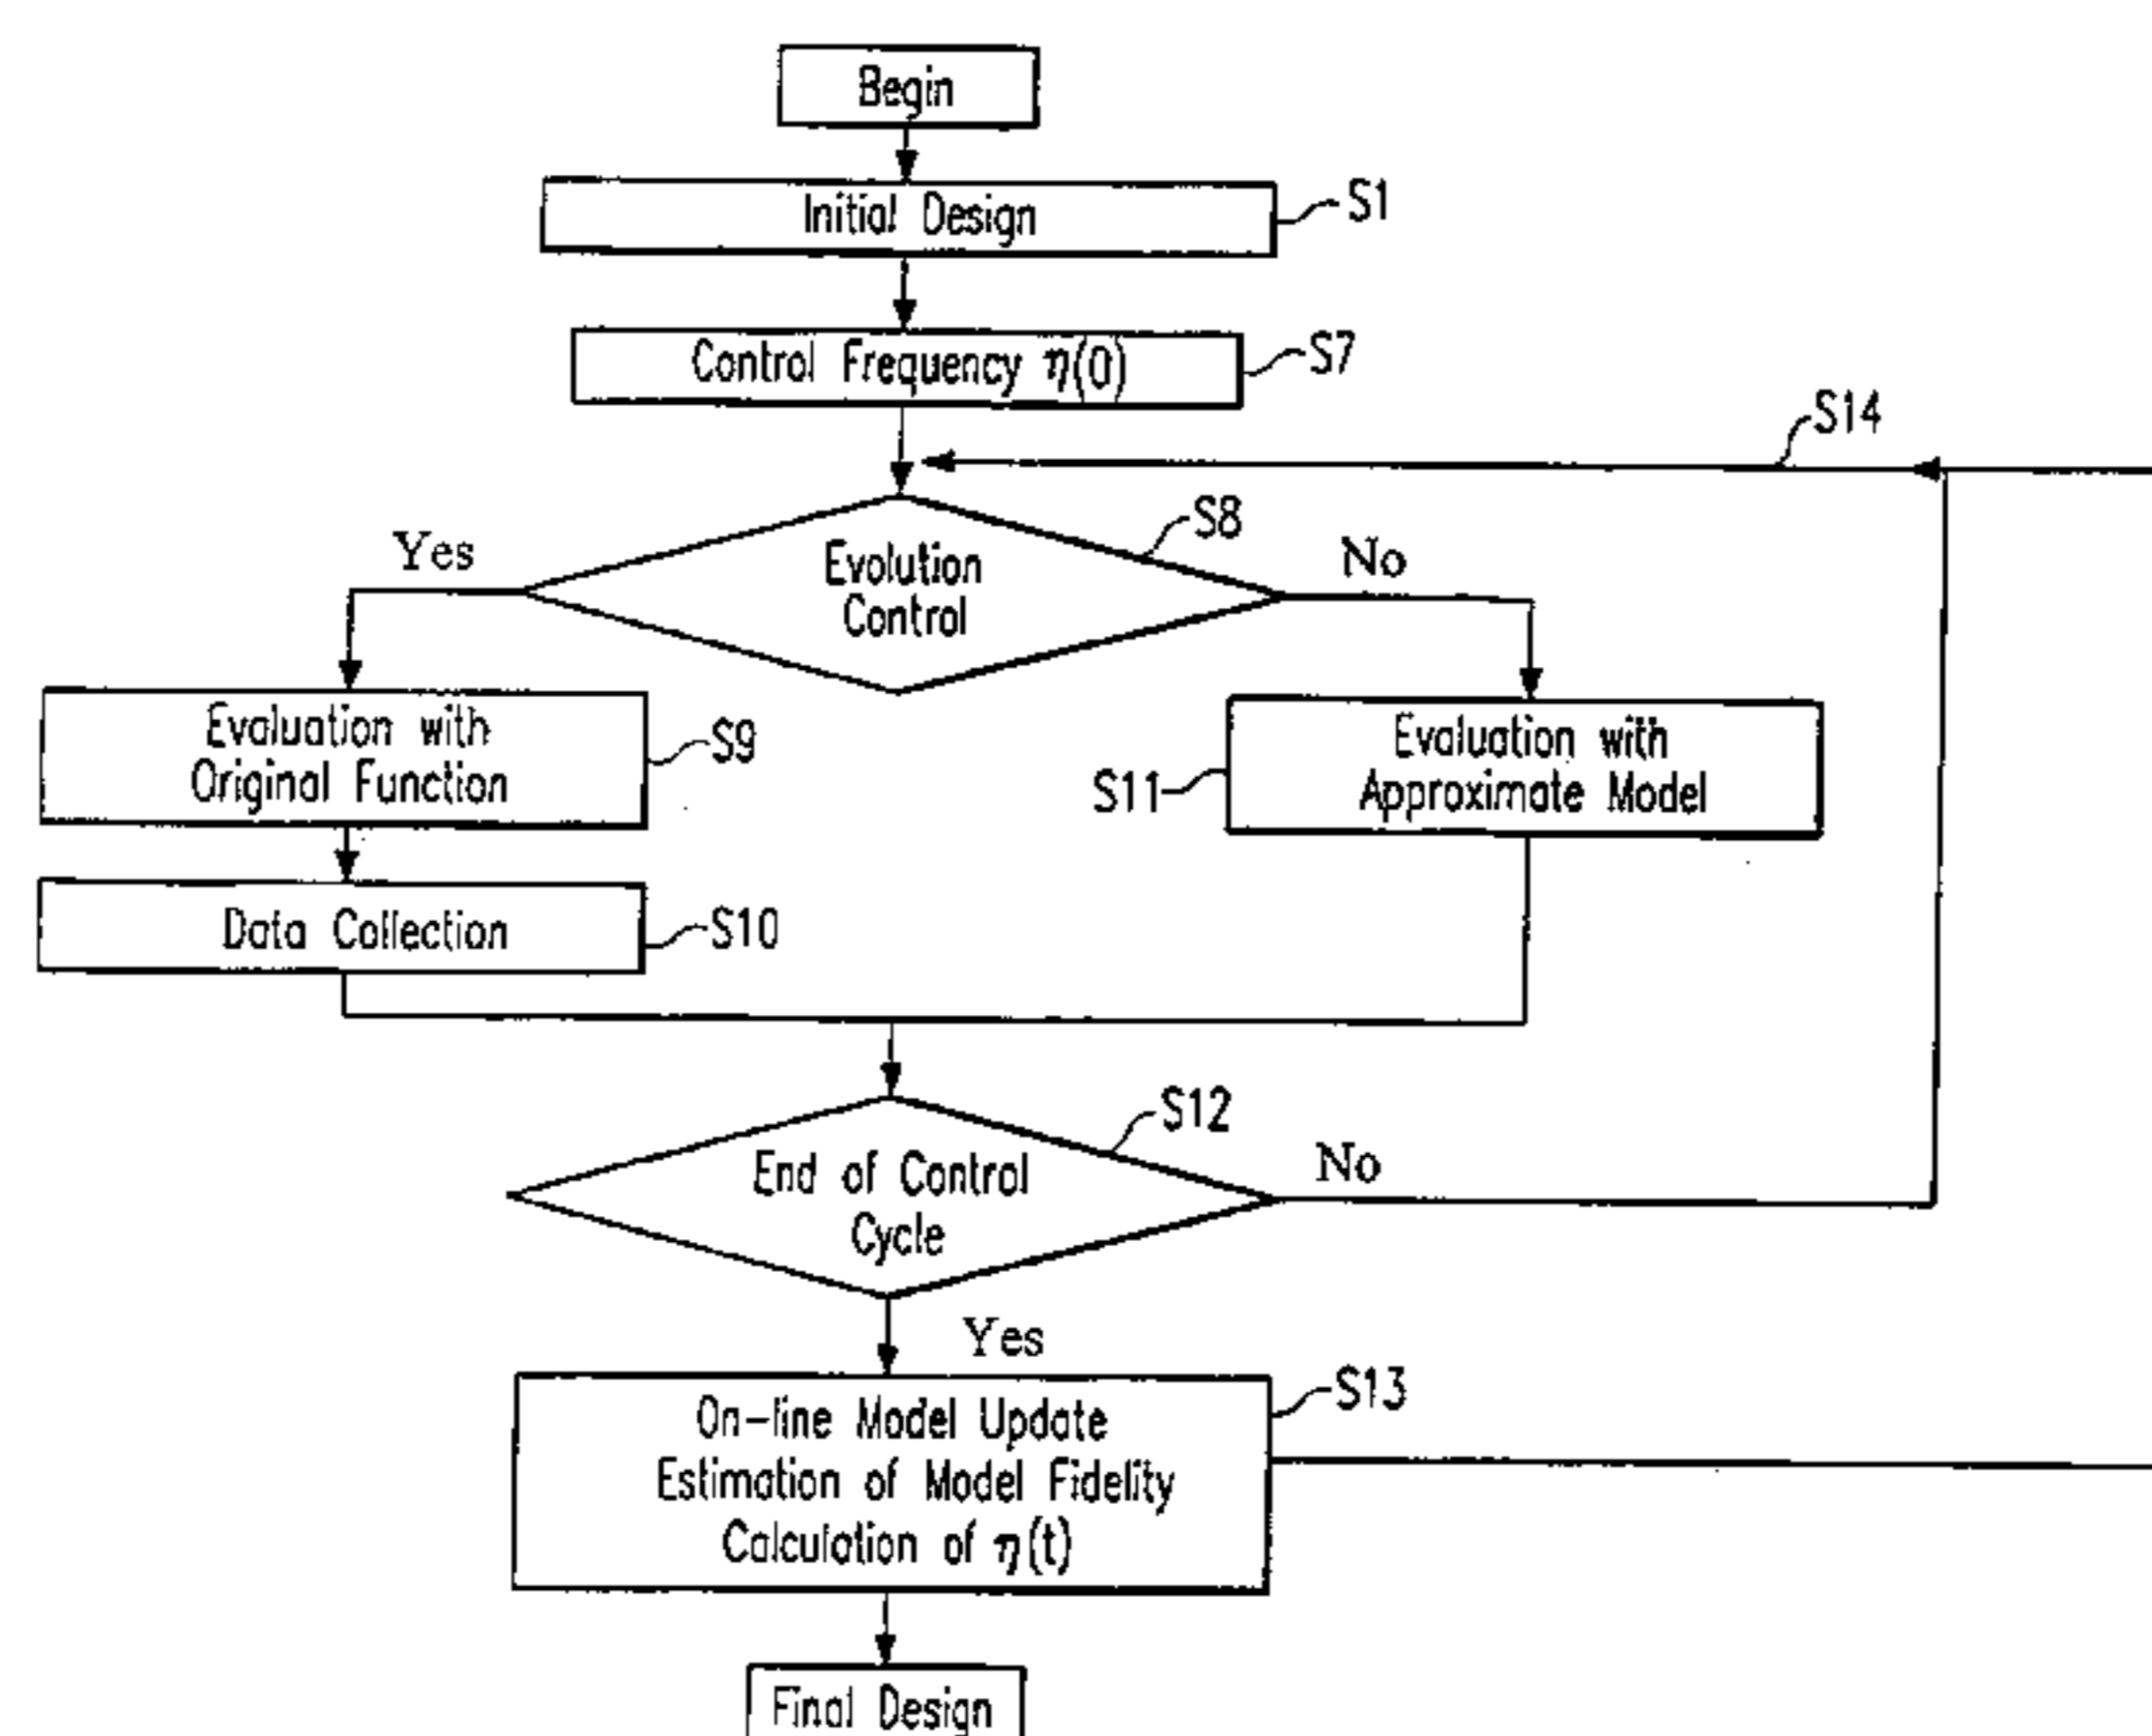 Begin
Initial Design
S1
Control Frequency η(0)
S7
S14
S8
Yes
Evolution
Control
No
Evaluation with
Original Function
S9
S11
Evaluation with
Approximate Model
Data Collection
S10
S12
End of Control
Cycle
No
Yes
S13
On-line Model Update
Estimation of Model Fidelity
Calculation of η(t)
Final Design